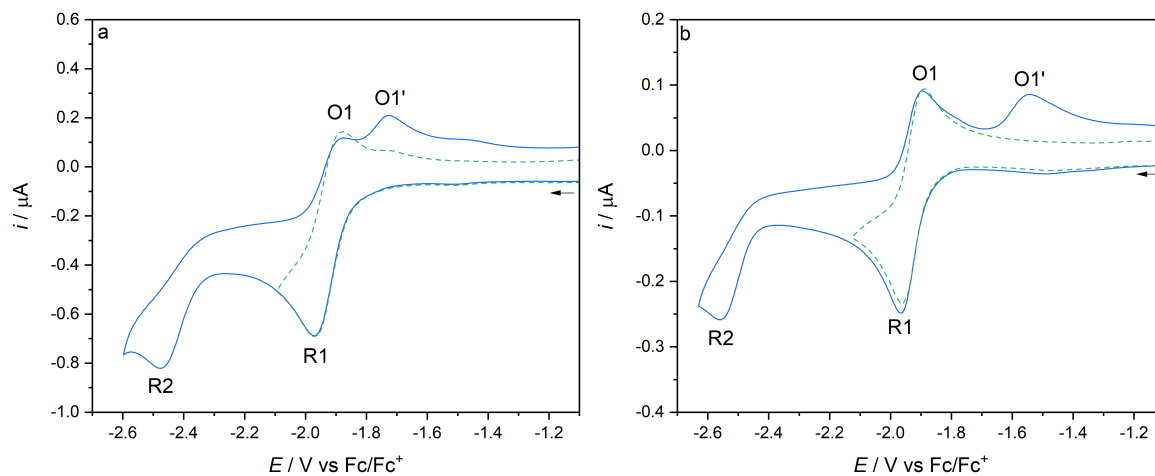 a
0.6
0.4
0.2
0.0
-0.2
-0.4
-0.6
-0.8
-1.0
i / μA
O1
O1'
R1
R2
-2.6 -2.4 -2.2 -2.0 -1.8 -1.6 -1.4 -1.2
E / V vs Fc/Fc+
b
0.2
0.1
0.0
-0.1
-0.2
-0.3
-0.4
i / μA
O1
O1'
R1
R2
-2.6 -2.4 -2.2 -2.0 -1.8 -1.6 -1.4 -1.2
E / V vs Fc/Fc+